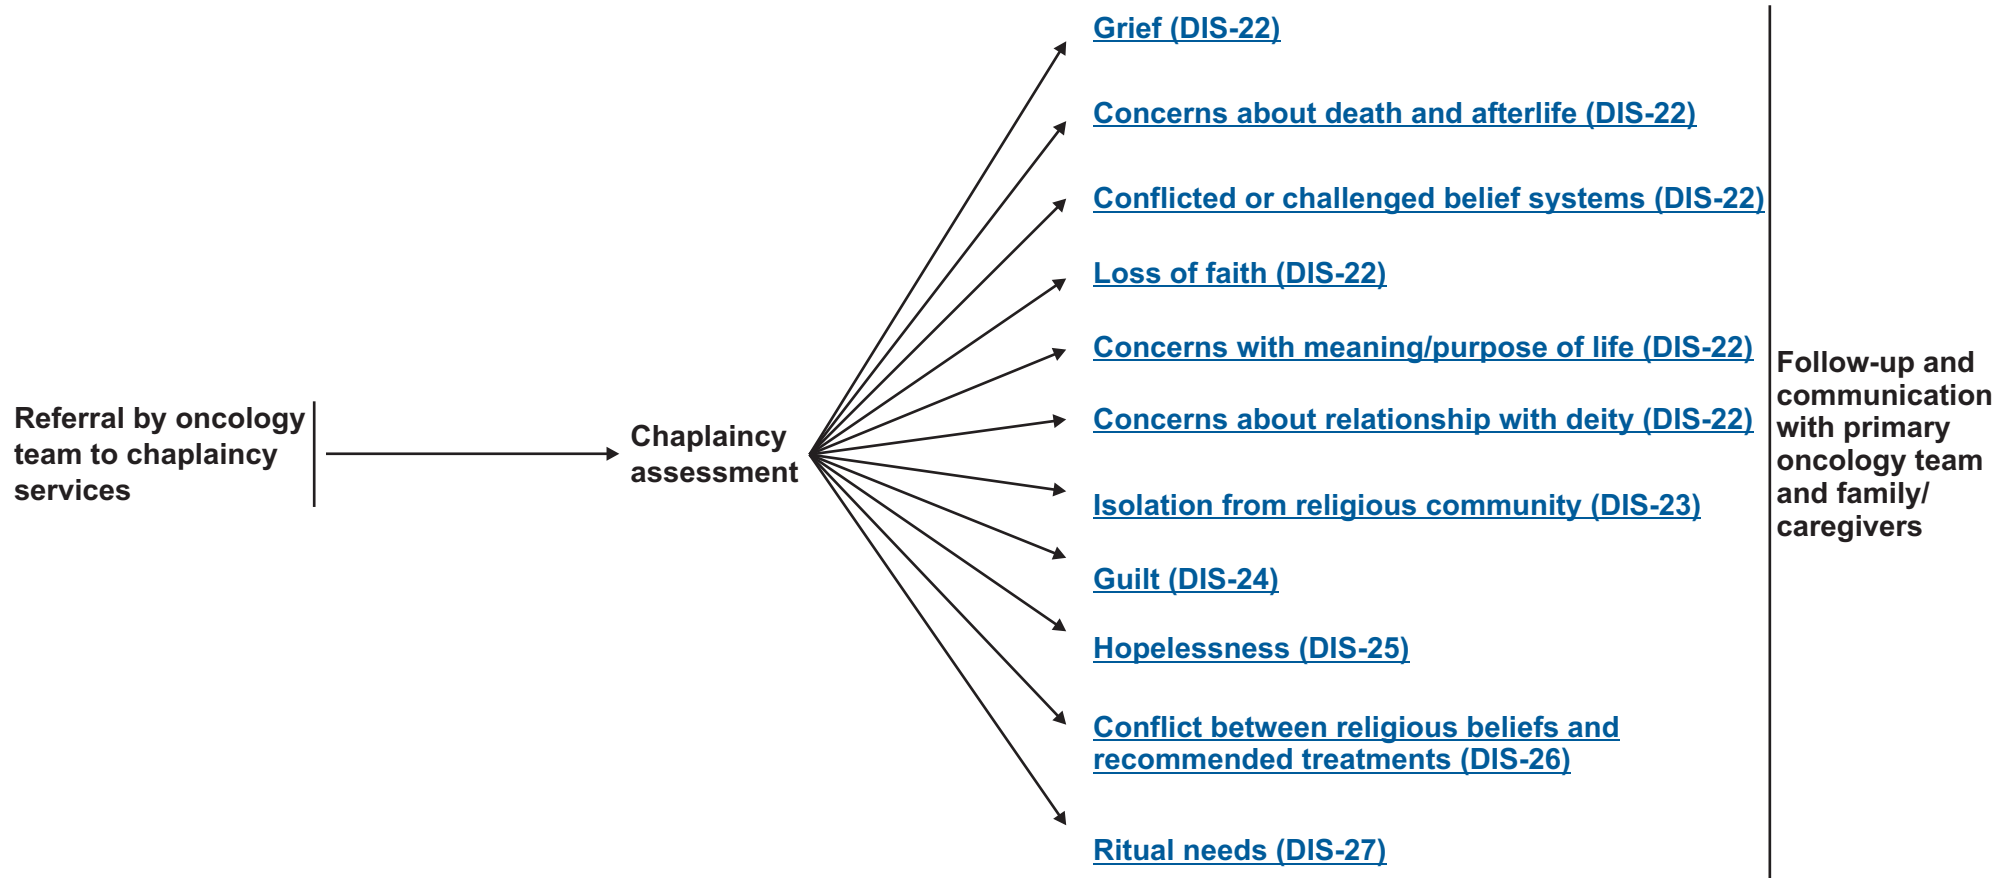 Referral by oncology
team to chaplaincy
services
Chaplaincy
assessment
Grief (DIS-22)
Concerns about death and afterlife (DIS-22)
Conflicted or challenged belief systems (DIS-22)
Loss of faith (DIS-22)
Concerns with meaning/purpose of life (DIS-22)
Concerns about relationship with deity (DIS-22)
Isolation from religious community (DIS-23)
Guilt (DIS-24)
Hopelessness (DIS-25)
Conflict between religious beliefs and
recommended treatments (DIS-26)
Ritual needs (DIS-27)
Follow-up and
communication
with primary
oncology team
and family/
caregivers